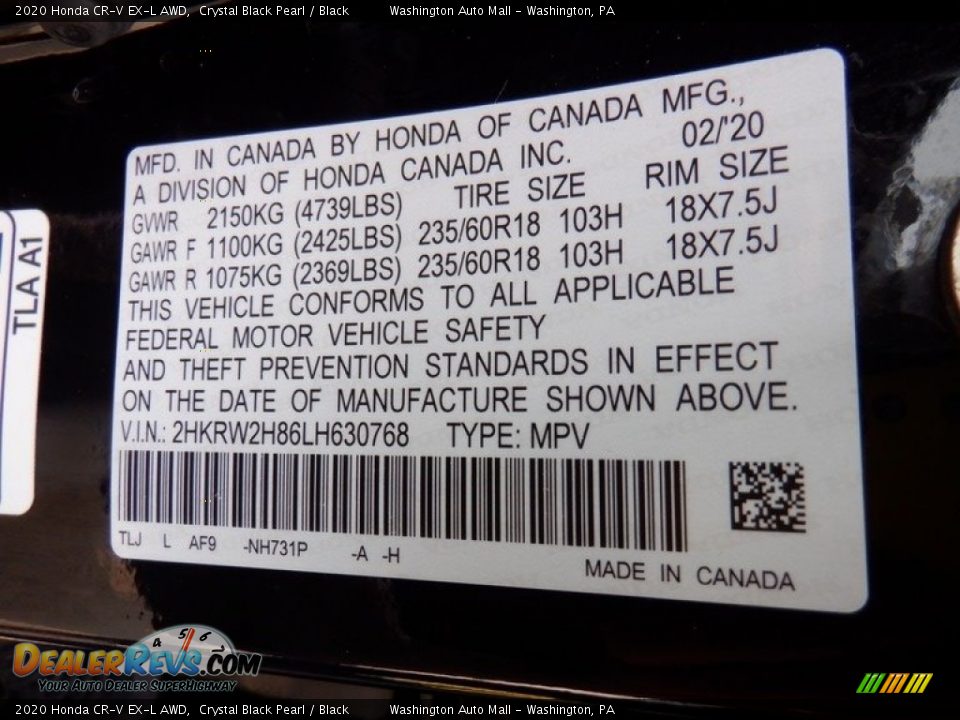 2020 Honda CR-V EX-L AWD, Crystal Black Pearl / Black Washington Auto Mall - Washington, PA
MFD. IN CANADA BY HONDA OF CANADA MFG.,
A DIVISION OF HONDA CANADA INC. 02/'20
GVWR 2150KG (4739LBS) TIRE SIZE RIM SIZE
GAWR F 1100KG (2425LBS) 235/60R18 103H 18X7.5J
GAWR R 1075KG (2369LBS) 235/60R18 103H 18X7.5J
THIS VEHICLE CONFORMS TO ALL APPLICABLE
FEDERAL MOTOR VEHICLE SAFETY
AND THEFT PREVENTION STANDARDS IN EFFECT
ON THE DATE OF MANUFACTURE SHOWN ABOVE.
V.I.N.: 2HKRW2H86LH630768 TYPE: MPV
TLJ L AF9 -NH731P -A -H
MADE IN CANADA
TLA A1
4 5 6
DEALERREVS.COM
YOUR AUTO DEALER SUPERHIGHWAY
2020 Honda CR-V EX-L AWD, Crystal Black Pearl / Black Washington Auto Mall - Washington, PA